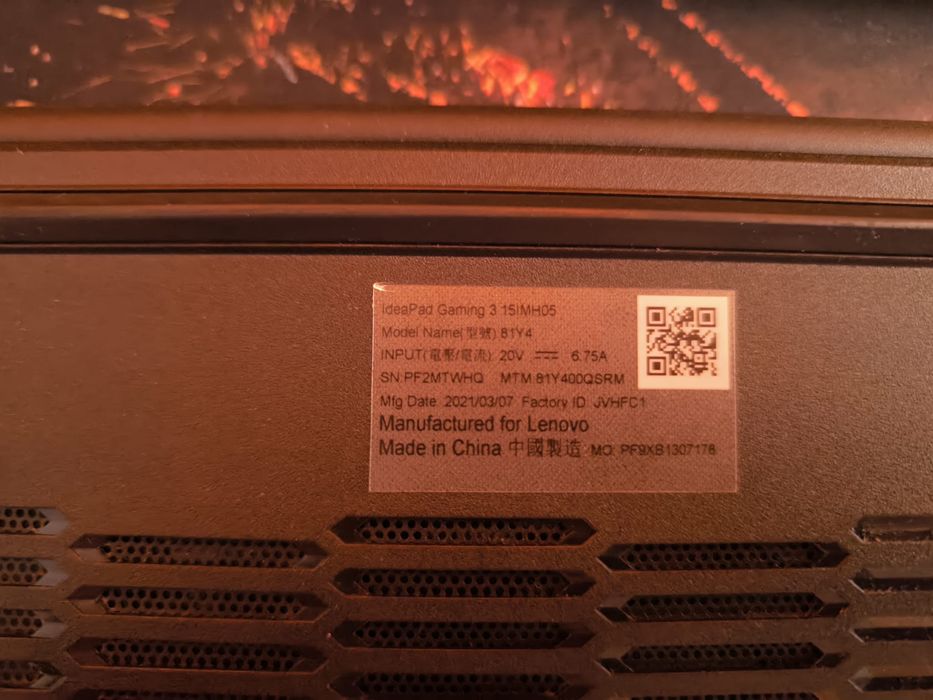 IdeaPad Gaming 3 15IMH05
Model Name(型號) 81Y4
INPUT(電壓/電流): 20V ⎓ 6.75A
SN:PF2MTWHQ MTM:81Y400QSRM
Mfg Date: 2021/03/07 Factory ID: JVHFC1
Manufactured for Lenovo
Made in China 中國製造 MO: PF9XB1307178